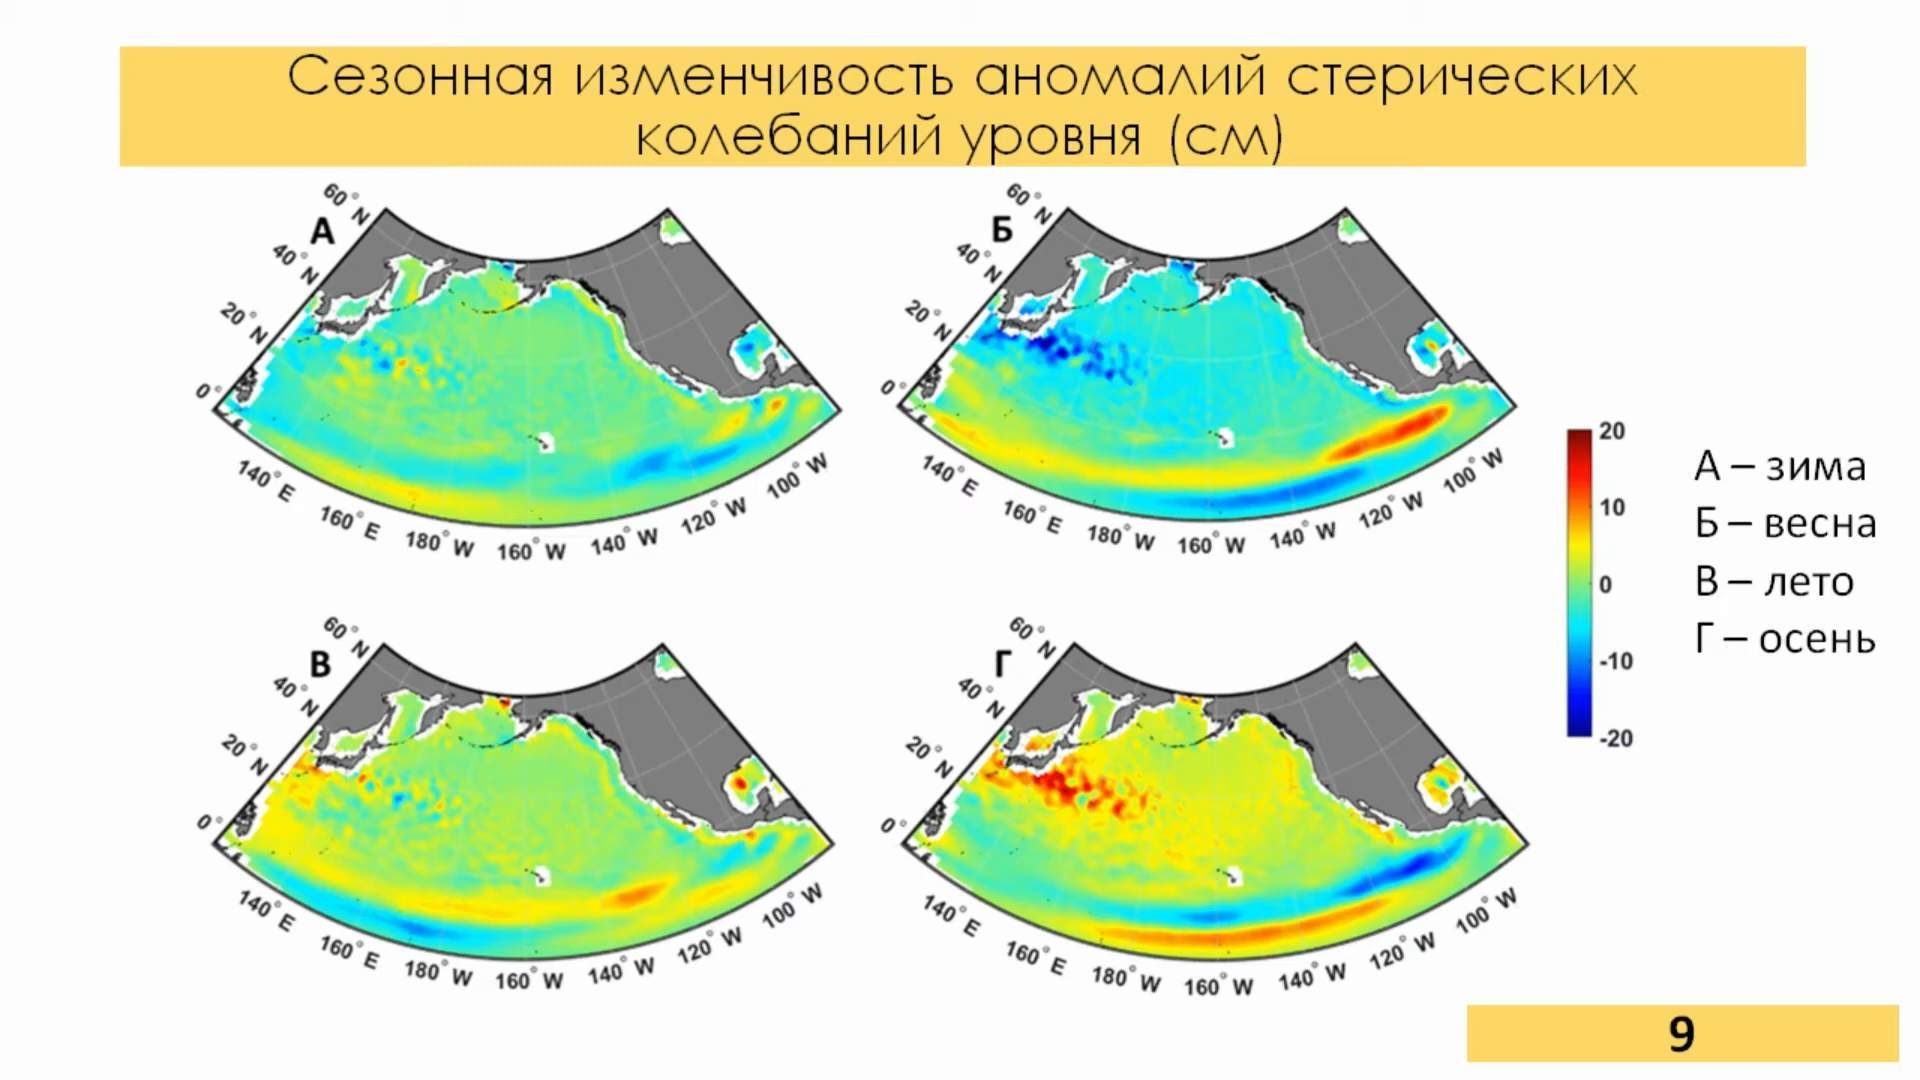 Сезонная изменчивость аномалий стерических
колебаний уровня (см)
А
60° N
40° N
20° N
0°
140° E
160° E
180° W
160° W
140° W
120° W
100° W
Б
60° N
40° N
20° N
0°
140° E
160° E
180° W
160° W
140° W
120° W
100° W
20
10
0
-10
-20
А – зима
Б – весна
В – лето
Г – осень
В
60° N
40° N
20° N
0°
140° E
160° E
180° W
160° W
140° W
120° W
100° W
Г
60° N
40° N
20° N
0°
140° E
160° E
180° W
160° W
140° W
120° W
100° W
9